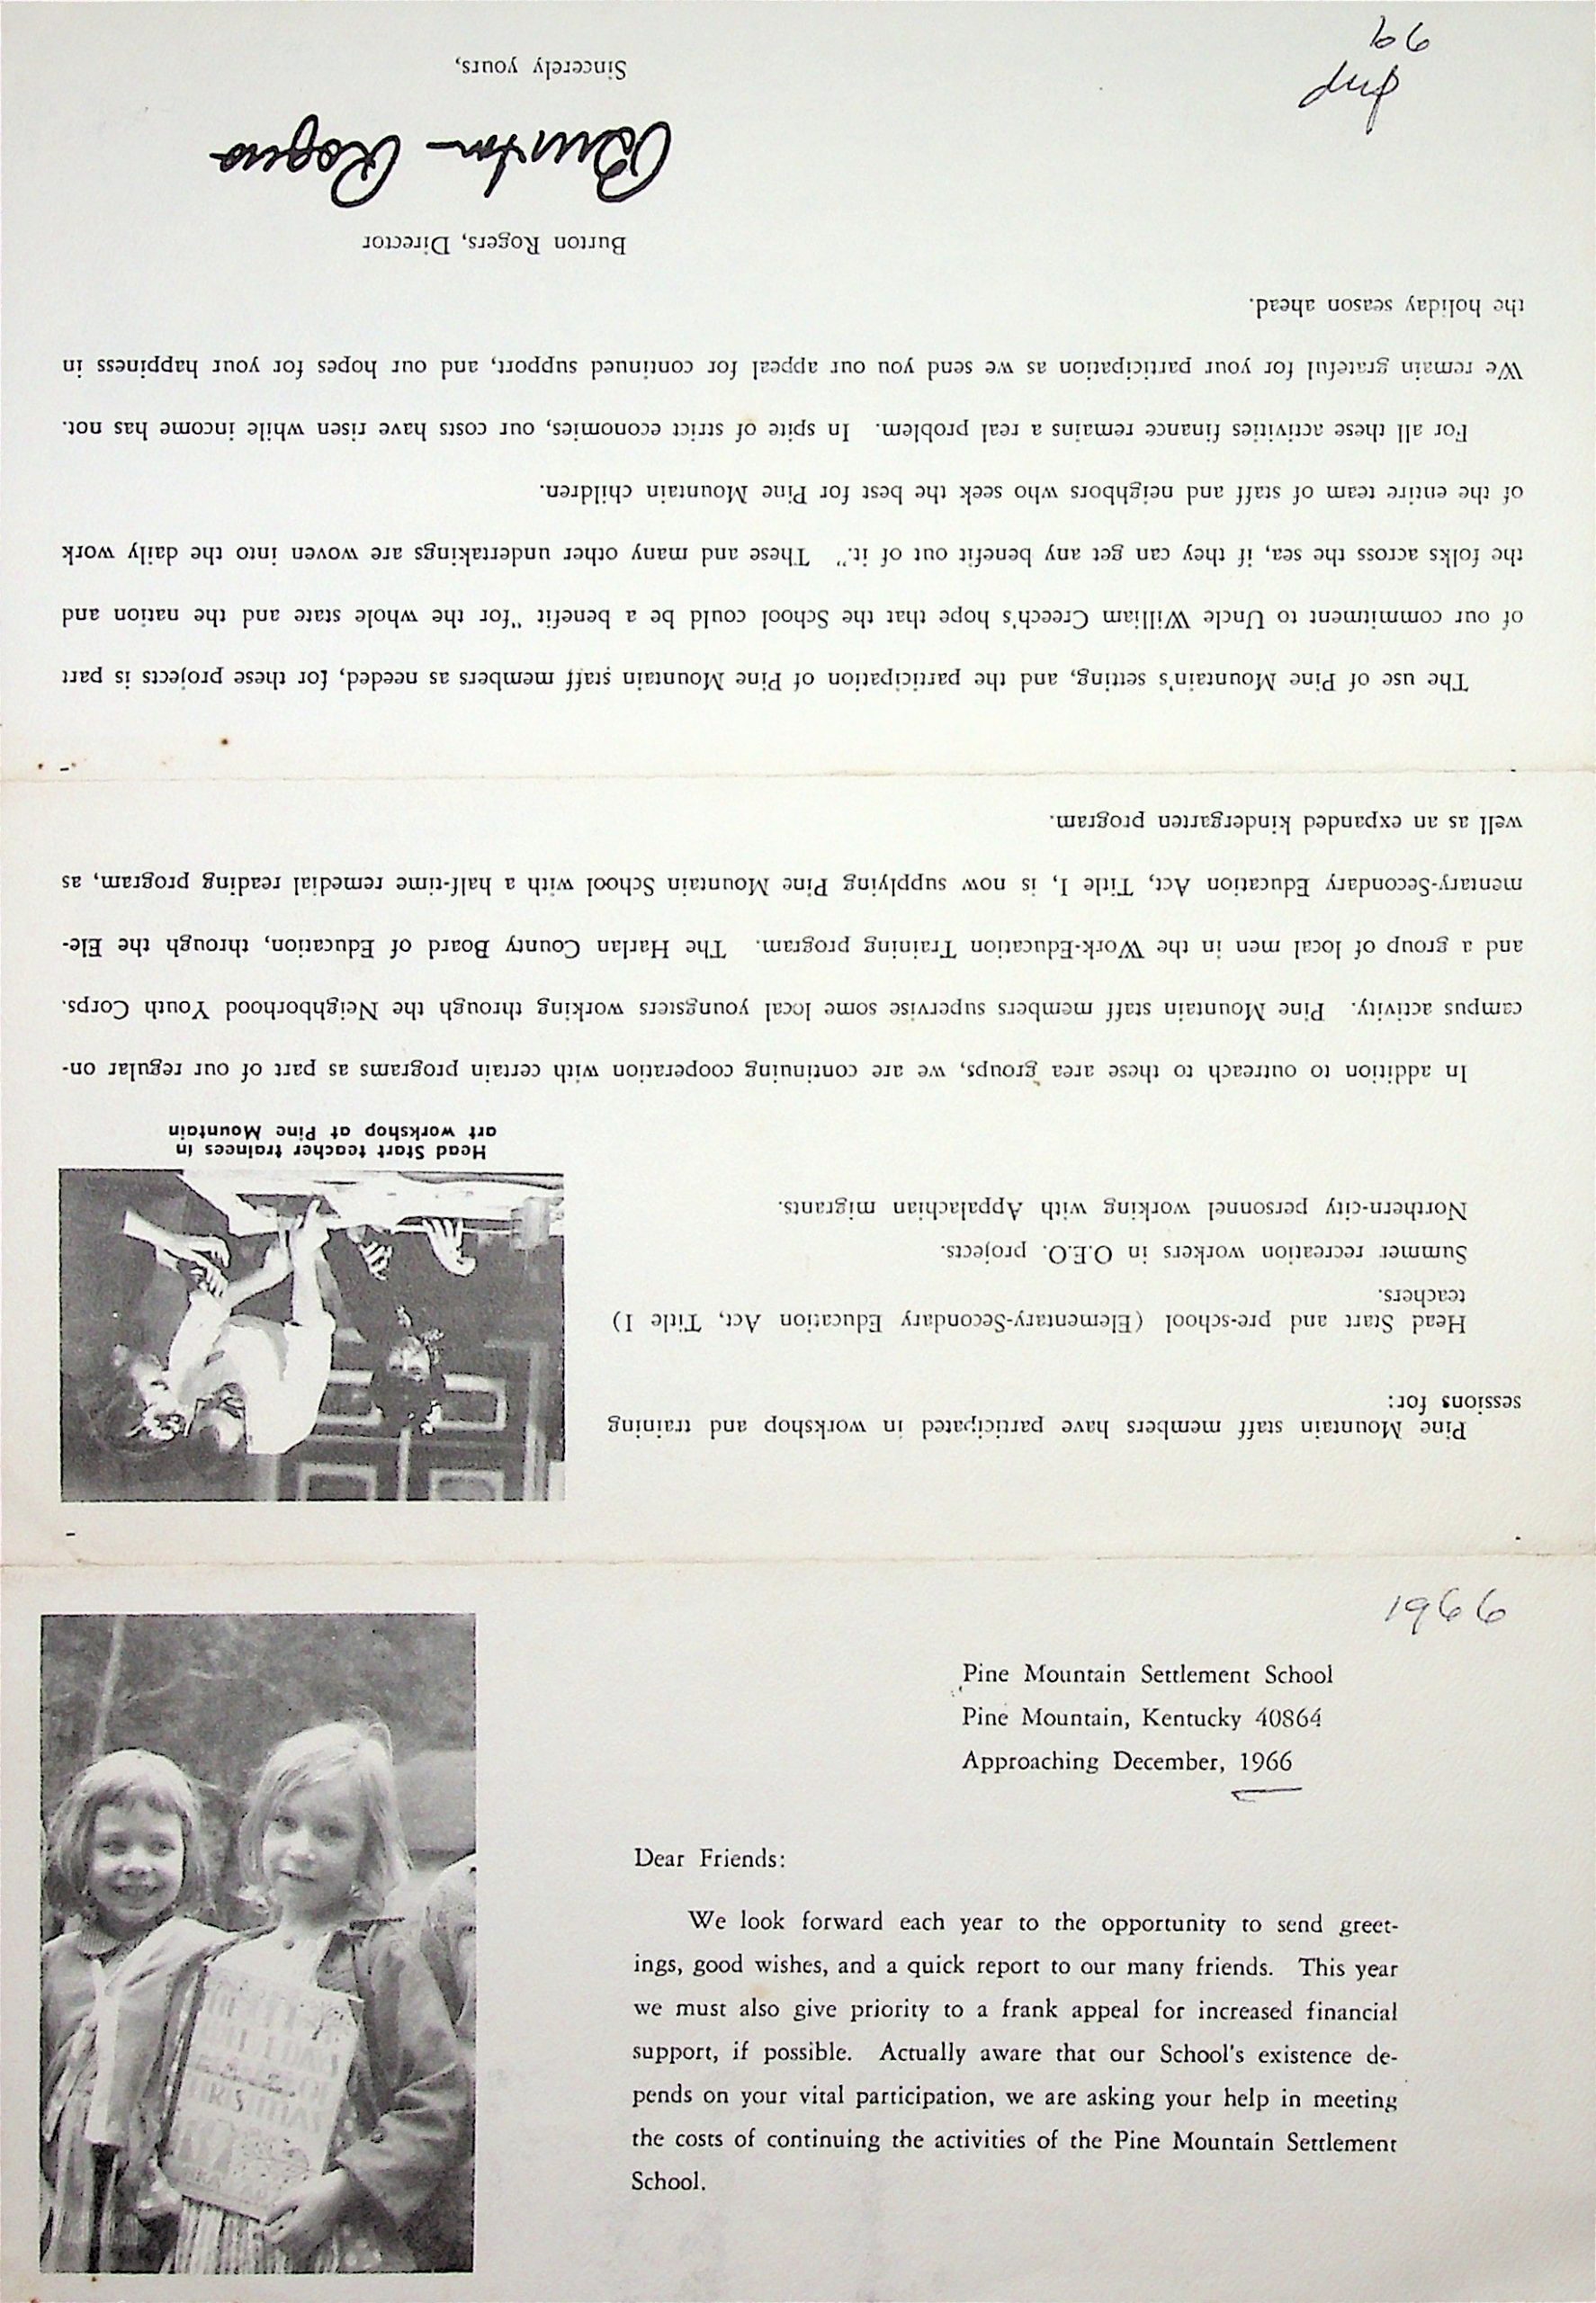 1966
Pine Mountain Settlement School
Pine Mountain, Kentucky 40864
Approaching December, 1966
Dear Friends:
We look forward each year to the opportunity to send greet-
ings, good wishes, and a quick report to our many friends. This year
we must also give priority to a frank appeal for increased financial
support, if possible. Actually aware that our School's existence de-
pends on your vital participation, we are asking your help in meeting
the costs of continuing the activities of the Pine Mountain Settlement
School.
CHRISTMAS
Pine Mountain staff members have participated in workshop and training
sessions for:
Head Start and pre-school (Elementary-Secondary Education Act, Title I)
teachers.
Summer recreation workers in O.E.O. projects.
Northern-city personnel working with Appalachian migrants.
Head Start teacher trainees in
art workshop at Pine Mountain
In addition to outreach to these area groups, we are continuing cooperation with certain programs as part of our regular on-
campus activity. Pine Mountain staff members supervise some local youngsters working through the Neighborhood Youth Corps.
and a group of local men in the Work-Education Training program. The Harlan County Board of Education, through the Ele-
mentary-Secondary Education Act, Title I, is now supplying Pine Mountain School with a half-time remedial reading program, as
well as an expanded kindergarten program.
The use of Pine Mountain's setting, and the participation of Pine Mountain staff members as needed, for these projects is part
of our commitment to Uncle William Creech's hope that the School could be a benefit "for the whole state and the nation and
the folks across the sea, if they can get any benefit out of it." These and many other undertakings are woven into the daily work
of the entire team of staff and neighbors who seek the best for Pine Mountain children.
For all these activities finance remains a real problem. In spite of strict economies, our costs have risen while income has not.
We remain grateful for your participation as we send you our appeal for continued support, and our hopes for your happiness in
the holiday season ahead.
Burton Rogers, Director
Burton Rogers
Sincerely yours,